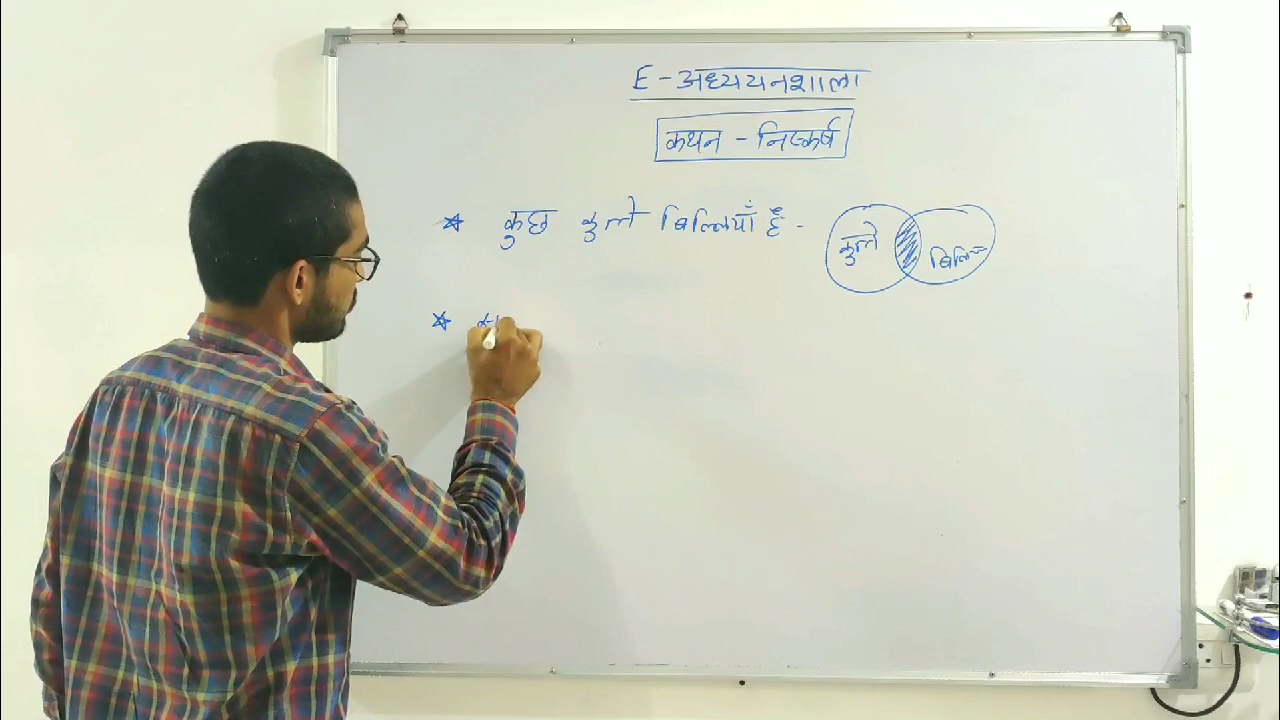 E - अध्ययनशाला
कथन - निष्कर्ष
कुछ कुत्ते बिल्लियाँ हैं -
कुत्ते